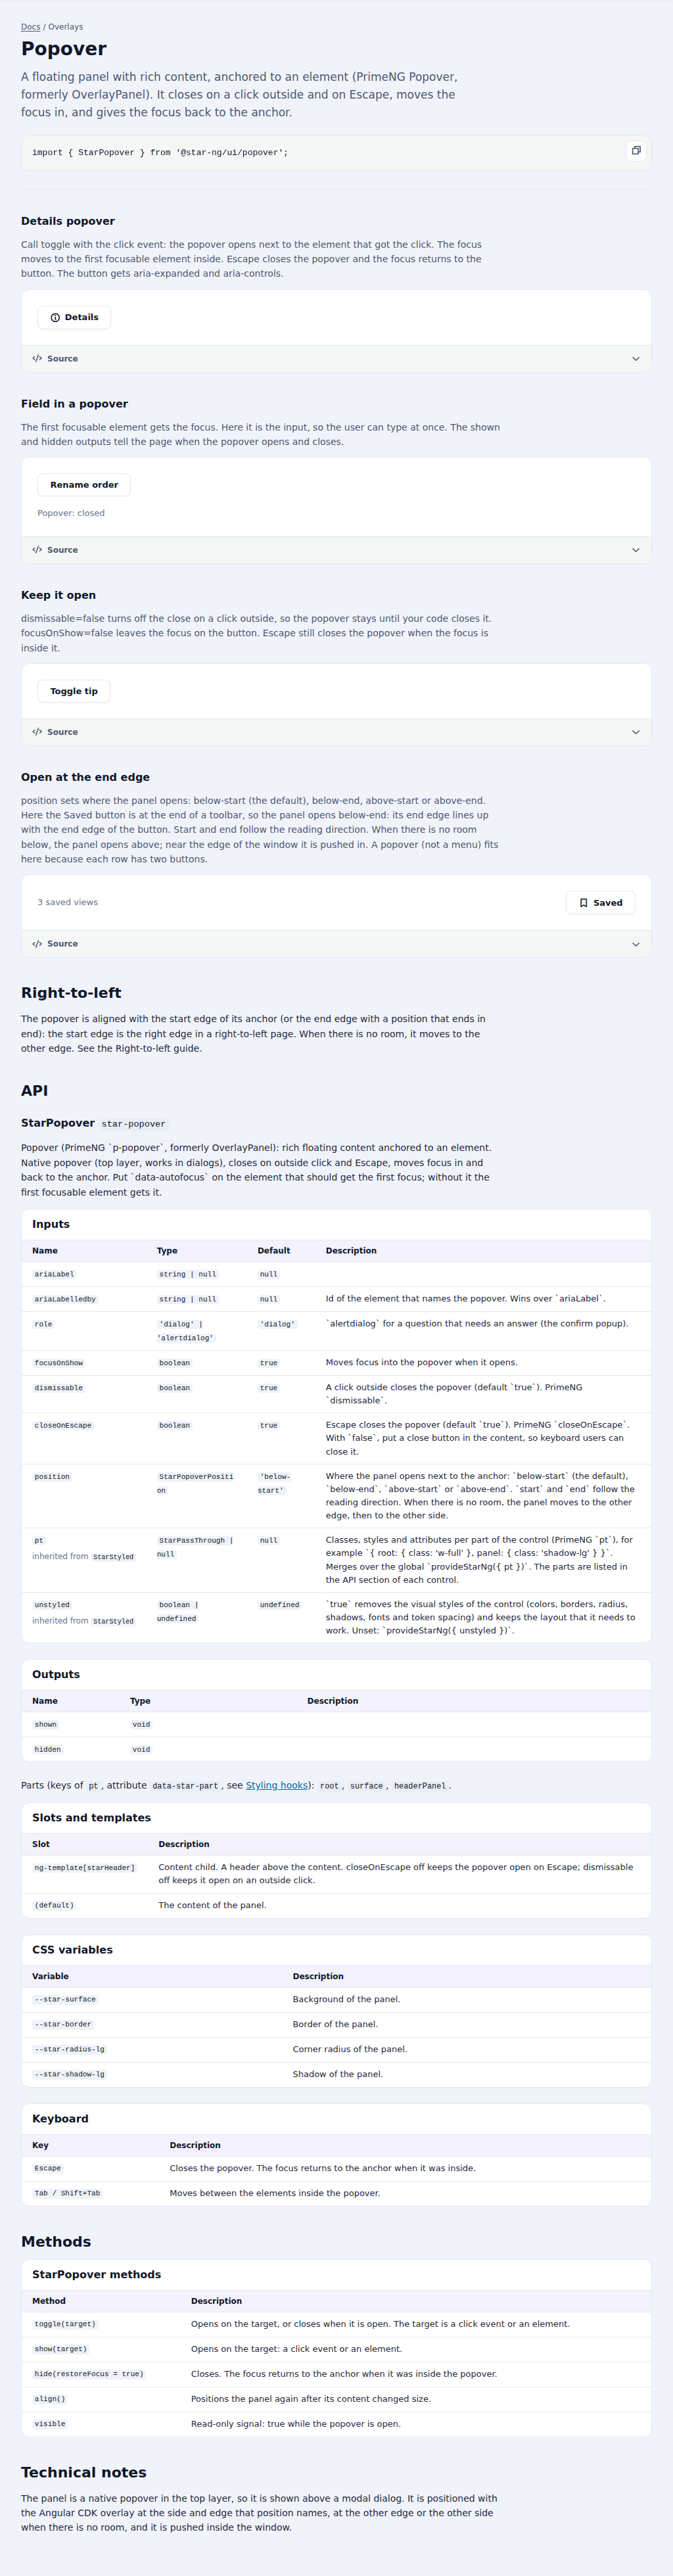 Docs / Overlays
Popover
A floating panel with rich content, anchored to an element (PrimeNG Popover,
formerly OverlayPanel). It closes on a click outside and on Escape, moves the
focus in, and gives the focus back to the anchor.
import { StarPopover } from '@star-ng/ui/popover';
Details popover
Call toggle with the click event: the popover opens next to the element that got the click. The focus
moves to the first focusable element inside. Escape closes the popover and the focus returns to the
button. The button gets aria-expanded and aria-controls.
Details
Source
Field in a popover
The first focusable element gets the focus. Here it is the input, so the user can type at once. The shown
and hidden outputs tell the page when the popover opens and closes.
Rename order
Popover: closed
Source
Keep it open
dismissable=false turns off the close on a click outside, so the popover stays until your code closes it.
focusOnShow=false leaves the focus on the button. Escape still closes the popover when the focus is
inside it.
Toggle tip
Source
Open at the end edge
position sets where the panel opens: below-start (the default), below-end, above-start or above-end.
Here the Saved button is at the end of a toolbar, so the panel opens below-end: its end edge lines up
with the end edge of the button. Start and end follow the reading direction. When there is no room
below, the panel opens above; near the edge of the window it is pushed in. A popover (not a menu) fits
here because each row has two buttons.
3 saved views
Saved
Source
Right-to-left
The popover is aligned with the start edge of its anchor (or the end edge with a position that ends in
end): the start edge is the right edge in a right-to-left page. When there is no room, it moves to the
other edge. See the Right-to-left guide.
API
StarPopover star-popover
Popover (PrimeNG `p-popover`, formerly OverlayPanel): rich floating content anchored to an element.
Native popover (top layer, works in dialogs), closes on outside click and Escape, moves focus in and
back to the anchor. Put `data-autofocus` on the element that should get the first focus; without it the
first focusable element gets it.
Inputs
Name Type Default Description
ariaLabel string | null null
ariaLabelledby string | null null Id of the element that names the popover. Wins over `ariaLabel`.
role 'dialog' | 'dialog' `alertdialog` for a question that needs an answer (the confirm popup).
'alertdialog'
focusOnShow boolean true Moves focus into the popover when it opens.
dismissable boolean true A click outside closes the popover (default `true`). PrimeNG
`dismissable`.
closeOnEscape boolean true Escape closes the popover (default `true`). PrimeNG `closeOnEscape`.
With `false`, put a close button in the content, so keyboard users can
close it.
position StarPopoverPositi 'below- Where the panel opens next to the anchor: `below-start` (the default),
on start' `below-end`, `above-start` or `above-end`. `start` and `end` follow the
reading direction. When there is no room, the panel moves to the other
edge, then to the other side.
pt StarPassThrough | null Classes, styles and attributes per part of the control (PrimeNG `pt`), for
inherited from StarStyled null example `{ root: { class: 'w-full' }, panel: { class: 'shadow-lg' } }`.
Merges over the global `provideStarNg({ pt })`. The parts are listed in
the API section of each control.
unstyled boolean | undefined `true` removes the visual styles of the control (colors, borders, radius,
inherited from StarStyled undefined shadows, fonts and token spacing) and keeps the layout that it needs to
work. Unset: `provideStarNg({ unstyled })`.
Outputs
Name Type Description
shown void
hidden void
Parts (keys of pt, attribute data-star-part, see Styling hooks): root, surface, headerPanel.
Slots and templates
Slot Description
ng-template[starHeader] Content child. A header above the content. closeOnEscape off keeps the popover open on Escape; dismissable
off keeps it open on an outside click.
(default) The content of the panel.
CSS variables
Variable Description
--star-surface Background of the panel.
--star-border Border of the panel.
--star-radius-lg Corner radius of the panel.
--star-shadow-lg Shadow of the panel.
Keyboard
Key Description
Escape Closes the popover. The focus returns to the anchor when it was inside.
Tab / Shift+Tab Moves between the elements inside the popover.
Methods
StarPopover methods
Method Description
toggle(target) Opens on the target, or closes when it is open. The target is a click event or an element.
show(target) Opens on the target: a click event or an element.
hide(restoreFocus = true) Closes. The focus returns to the anchor when it was inside the popover.
align() Positions the panel again after its content changed size.
visible Read-only signal: true while the popover is open.
Technical notes
The panel is a native popover in the top layer, so it is shown above a modal dialog. It is positioned with
the Angular CDK overlay at the side and edge that position names, at the other edge or the other side
when there is no room, and it is pushed inside the window.